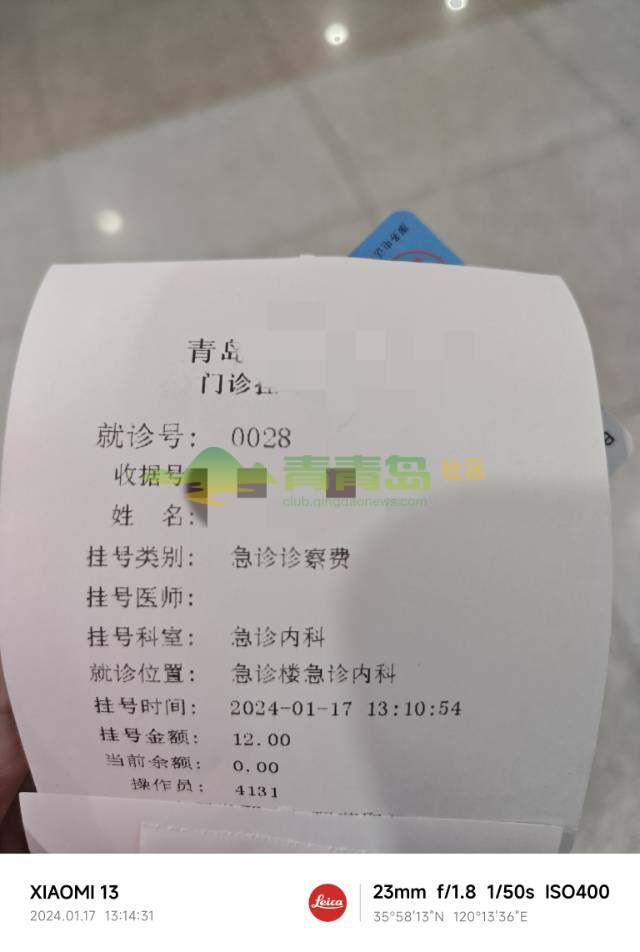 青岛
门诊挂
就诊号： 0028
收据号
姓 名：
青青岛 社区
club.qingdaonews.com
挂号类别： 急诊诊察费
挂号医师：
挂号科室： 急诊内科
就诊位置： 急诊楼急诊内科
挂号时间： 2024-01-17 13:10:54
挂号金额： 12.00
当前余额： 0.00
操作员： 4131
XIAOMI 13
2024.01.17 13:14:31
Leica
23mm f/1.8 1/50s ISO400
35°58'13"N 120°13'36"E